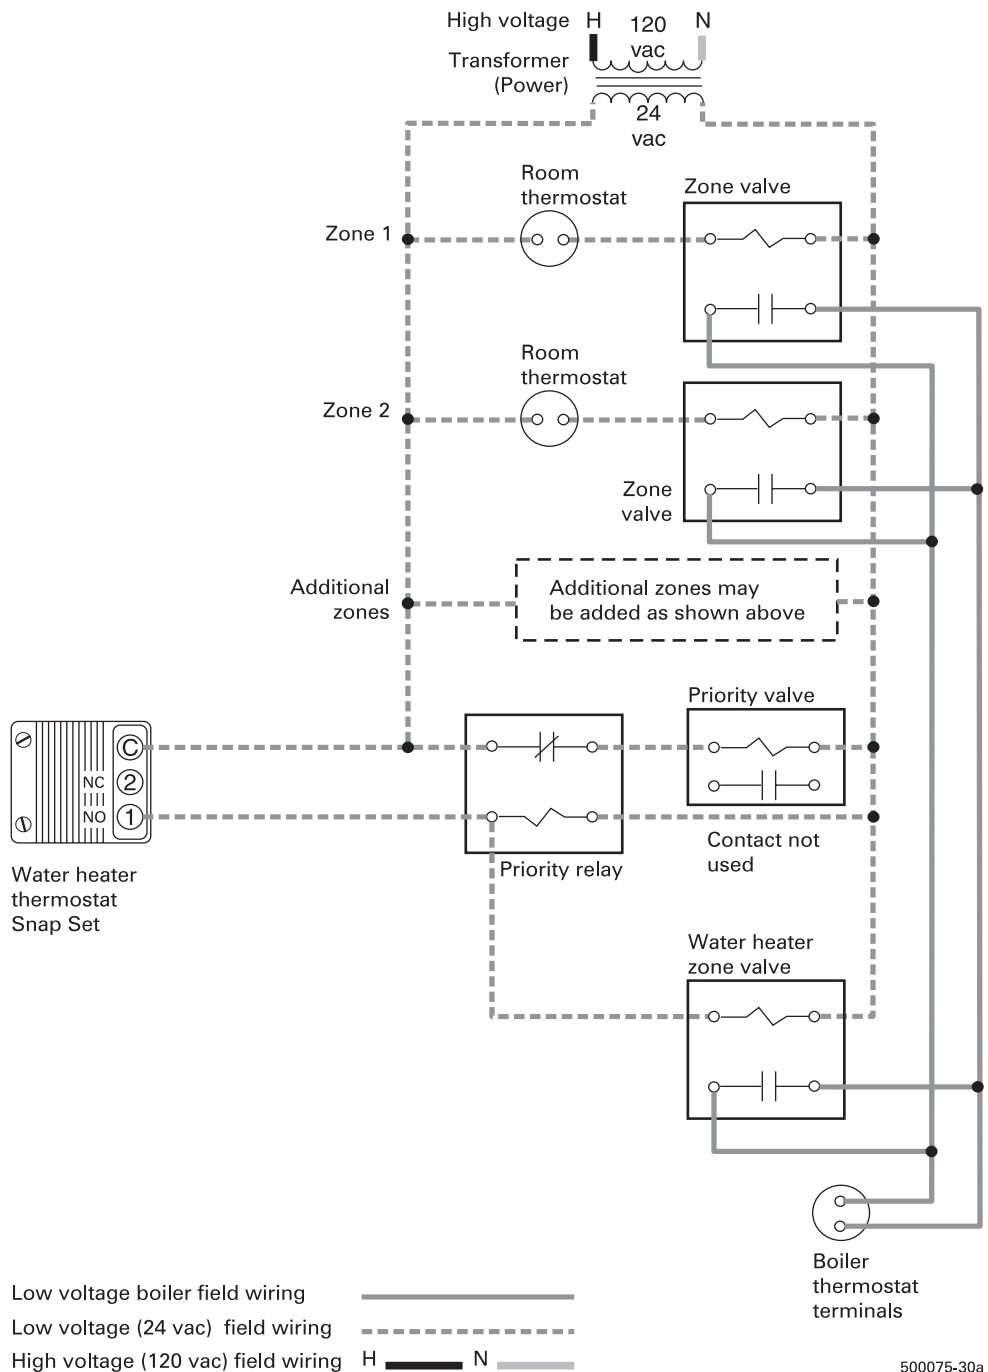 High voltage H 120 vac N
Transformer
(Power)
24
vac
Room
thermostat
Zone valve
Zone 1
Room
thermostat
Zone 2
Zone
valve
Additional
zones
Additional zones may
be added as shown above
Priority valve
C
NC 2
NO 1
Contact not
used
Priority relay
Water heater
thermostat
Snap Set
Water heater
zone valve
Boiler
thermostat
terminals
Low voltage boiler field wiring
Low voltage (24 vac) field wiring
High voltage (120 vac) field wiring H N
500075-30a